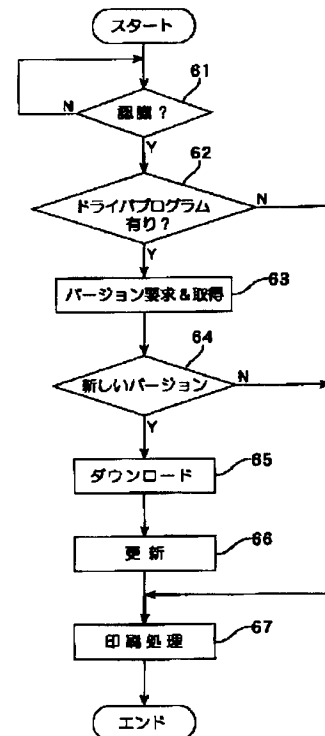 スタート
61
認識?
N
Y
62
ドライバプログラム
有り?
N
Y
バージョン要求&取得
63
64
新しいバージョン
N
Y
ダウンロード
65
更新
66
印刷処理
67
エンド